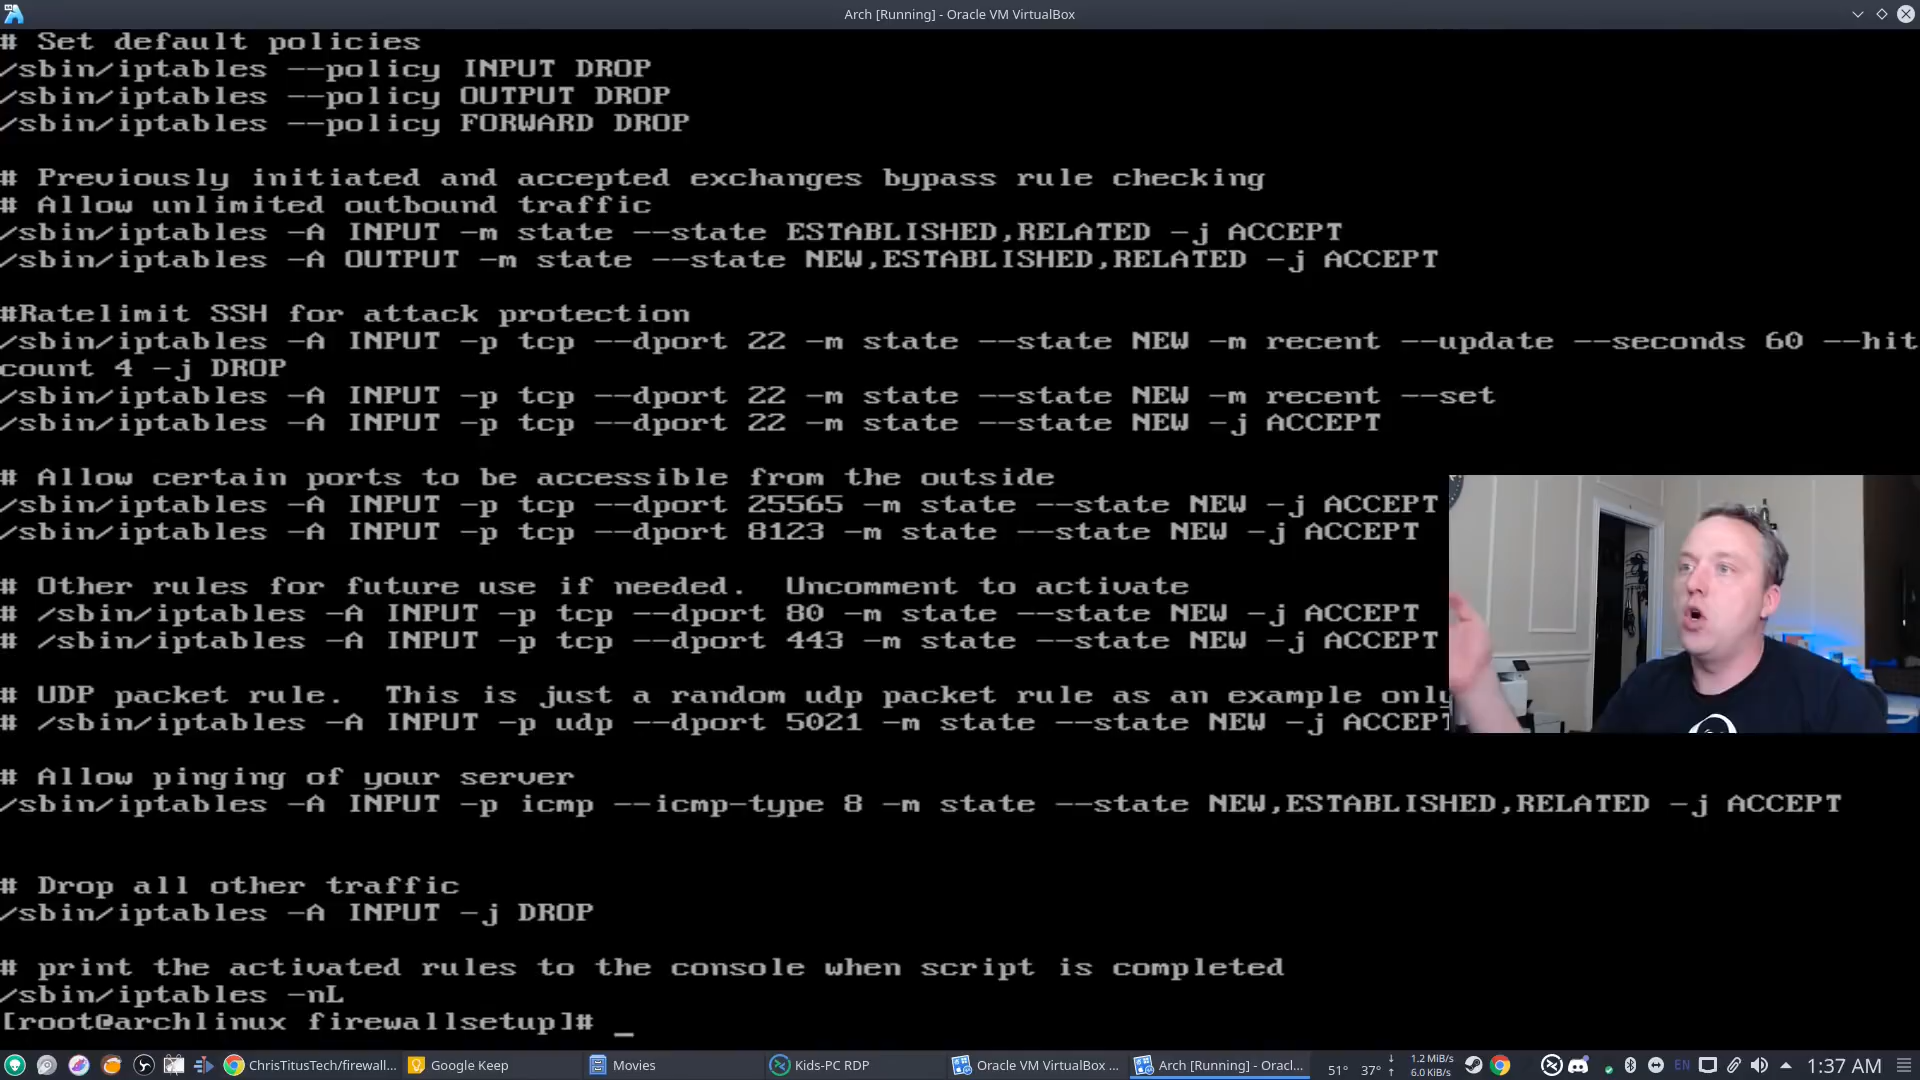 Arch [Running] - Oracle VM VirtualBox
# Set default policies
/sbin/iptables --policy INPUT DROP
/sbin/iptables --policy OUTPUT DROP
/sbin/iptables --policy FORWARD DROP
# Previously initiated and accepted exchanges bypass rule checking
# Allow unlimited outbound traffic
/sbin/iptables -A INPUT -m state --state ESTABLISHED,RELATED -j ACCEPT
/sbin/iptables -A OUTPUT -m state --state NEW,ESTABLISHED,RELATED -j ACCEPT
#Ratelimit SSH for attack protection
/sbin/iptables -A INPUT -p tcp --dport 22 -m state --state NEW -m recent --update --seconds 60 --hit
count 4 -j DROP
/sbin/iptables -A INPUT -p tcp --dport 22 -m state --state NEW -m recent --set
/sbin/iptables -A INPUT -p tcp --dport 22 -m state --state NEW -j ACCEPT
# Allow certain ports to be accessible from the outside
/sbin/iptables -A INPUT -p tcp --dport 25565 -m state --state NEW -j ACCEPT
/sbin/iptables -A INPUT -p tcp --dport 8123 -m state --state NEW -j ACCEPT
# Other rules for future use if needed.  Uncomment to activate
# /sbin/iptables -A INPUT -p tcp --dport 80 -m state --state NEW -j ACCEPT
# /sbin/iptables -A INPUT -p tcp --dport 443 -m state --state NEW -j ACCEPT
# UDP packet rule.  This is just a random udp packet rule as an example only
# /sbin/iptables -A INPUT -p udp --dport 5021 -m state --state NEW -j ACCEPT
# Allow pinging of your server
/sbin/iptables -A INPUT -p icmp --icmp-type 8 -m state --state NEW,ESTABLISHED,RELATED -j ACCEPT
# Drop all other traffic
/sbin/iptables -A INPUT -j DROP
# print the activated rules to the console when script is completed
/sbin/iptables -nL
[root@archlinux firewallsetup]# _
ChrisTitusTech/firewall... Google Keep Movies Kids-PC RDP Oracle VM VirtualBox ... Arch [Running] - Oracl... 51° 37° ↓ 1.2 MiB/s ↑ 6.0 KiB/s EN 1:37 AM